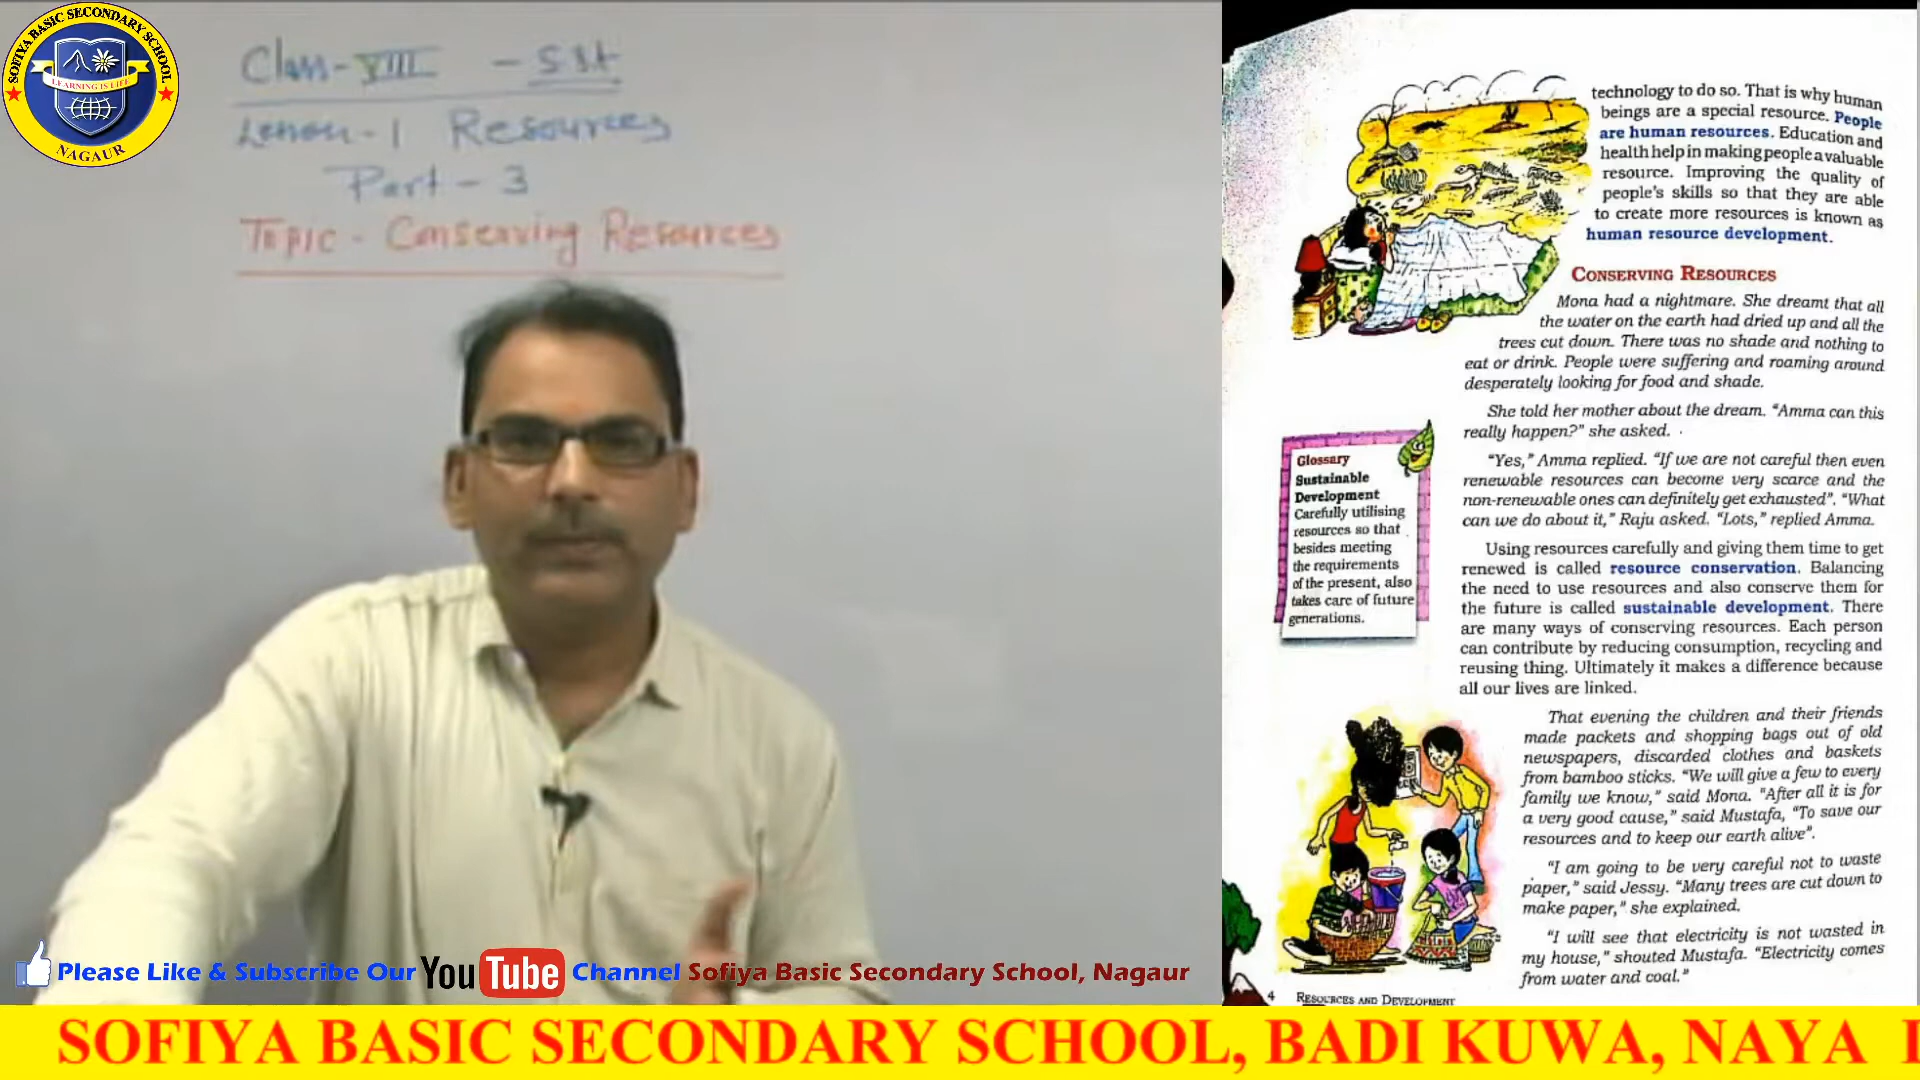 SOFIYA BASIC SECONDARY SCHOOL
LEARNING IS LIFE
NAGAUR
Class-VIII - S.St
Lesson-1 Resources
Part-3
Topic - Conserving Resources
technology to do so. That is why human
beings are a special resource. People
are human resources. Education and
health help in making people a valuable
resource. Improving the quality of
people's skills so that they are able
to create more resources is known as
human resource development.
CONSERVING RESOURCES
Mona had a nightmare. She dreamt that all
the water on the earth had dried up and all the
trees cut down. There was no shade and nothing to
eat or drink. People were suffering and roaming around
desperately looking for food and shade.
She told her mother about the dream. "Amma can this
really happen?" she asked.
"Yes," Amma replied. "If we are not careful then even
renewable resources can become very scarce and the
non-renewable ones can definitely get exhausted". "What
can we do about it," Raju asked. "Lots," replied Amma.
Glossary
Sustainable
Development
Carefully utilising
resources so that
besides meeting
the requirements
of the present, also
takes care of future
generations.
Using resources carefully and giving them time to get
renewed is called resource conservation. Balancing
the need to use resources and also conserve them for
the future is called sustainable development. There
are many ways of conserving resources. Each person
can contribute by reducing consumption, recycling and
reusing thing. Ultimately it makes a difference because
all our lives are linked.
That evening the children and their friends
made packets and shopping bags out of old
newspapers, discarded clothes and baskets
from bamboo sticks. "We will give a few to every
family we know," said Mona. "After all it is for
a very good cause," said Mustafa, "To save our
resources and to keep our earth alive".
"I am going to be very careful not to waste
paper," said Jessy. "Many trees are cut down to
make paper," she explained.
"I will see that electricity is not wasted in
my house," shouted Mustafa. "Electricity comes
from water and coal."
4 RESOURCES AND DEVELOPMENT
Please Like & Subscribe Our YouTube Channel Sofiya Basic Secondary School, Nagaur
SOFIYA BASIC SECONDARY SCHOOL, BADI KUWA, NAYA